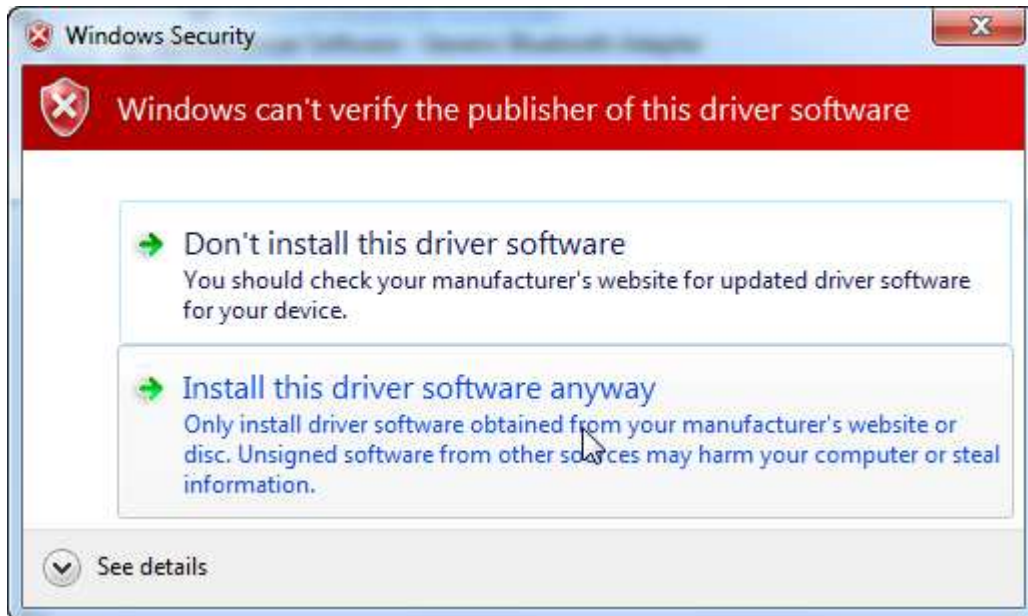 Windows Security
Windows can't verify the publisher of this driver software
Don't install this driver software
You should check your manufacturer's website for updated driver software
for your device.
Install this driver software anyway
Only install driver software obtained from your manufacturer's website or
disc. Unsigned software from other sources may harm your computer or steal
information.
See details